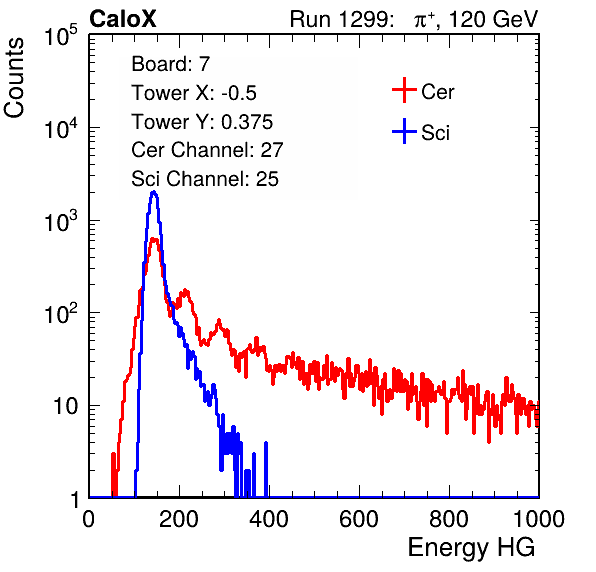 CaloX Run 1299: π⁺, 120 GeV
Counts
10⁵
10⁴
10³
10²
10
1
Board: 7
Tower X: -0.5
Tower Y: 0.375
Cer Channel: 27
Sci Channel: 25
Cer
Sci
0 200 400 600 800 1000
Energy HG